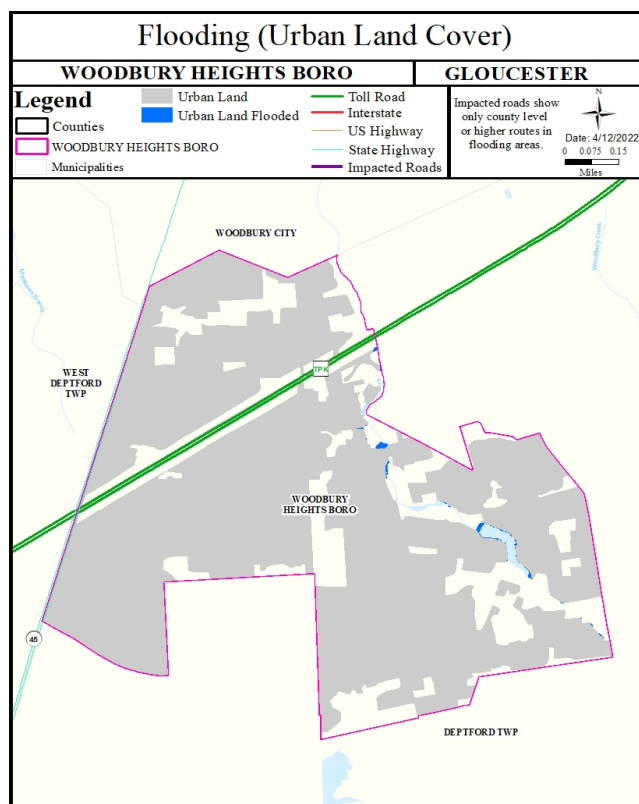 Flooding (Urban Land Cover)
WOODBURY HEIGHTS BORO
GLOUCESTER
Legend
Counties
WOODBURY HEIGHTS BORO
Municipalities
Urban Land
Urban Land Flooded
Toll Road
Interstate
US Highway
State Highway
Impacted Roads
Impacted roads show
only county level
or higher routes in
flooding areas.
Date: 4/12/2022
0 0.075 0.15
Miles
WOODBURY CITY
Woodbury Creek
WEST
DEPTFORD
TWP
TPK
WOODBURY
HEIGHTS BORO
45
DEPTFORD TWP